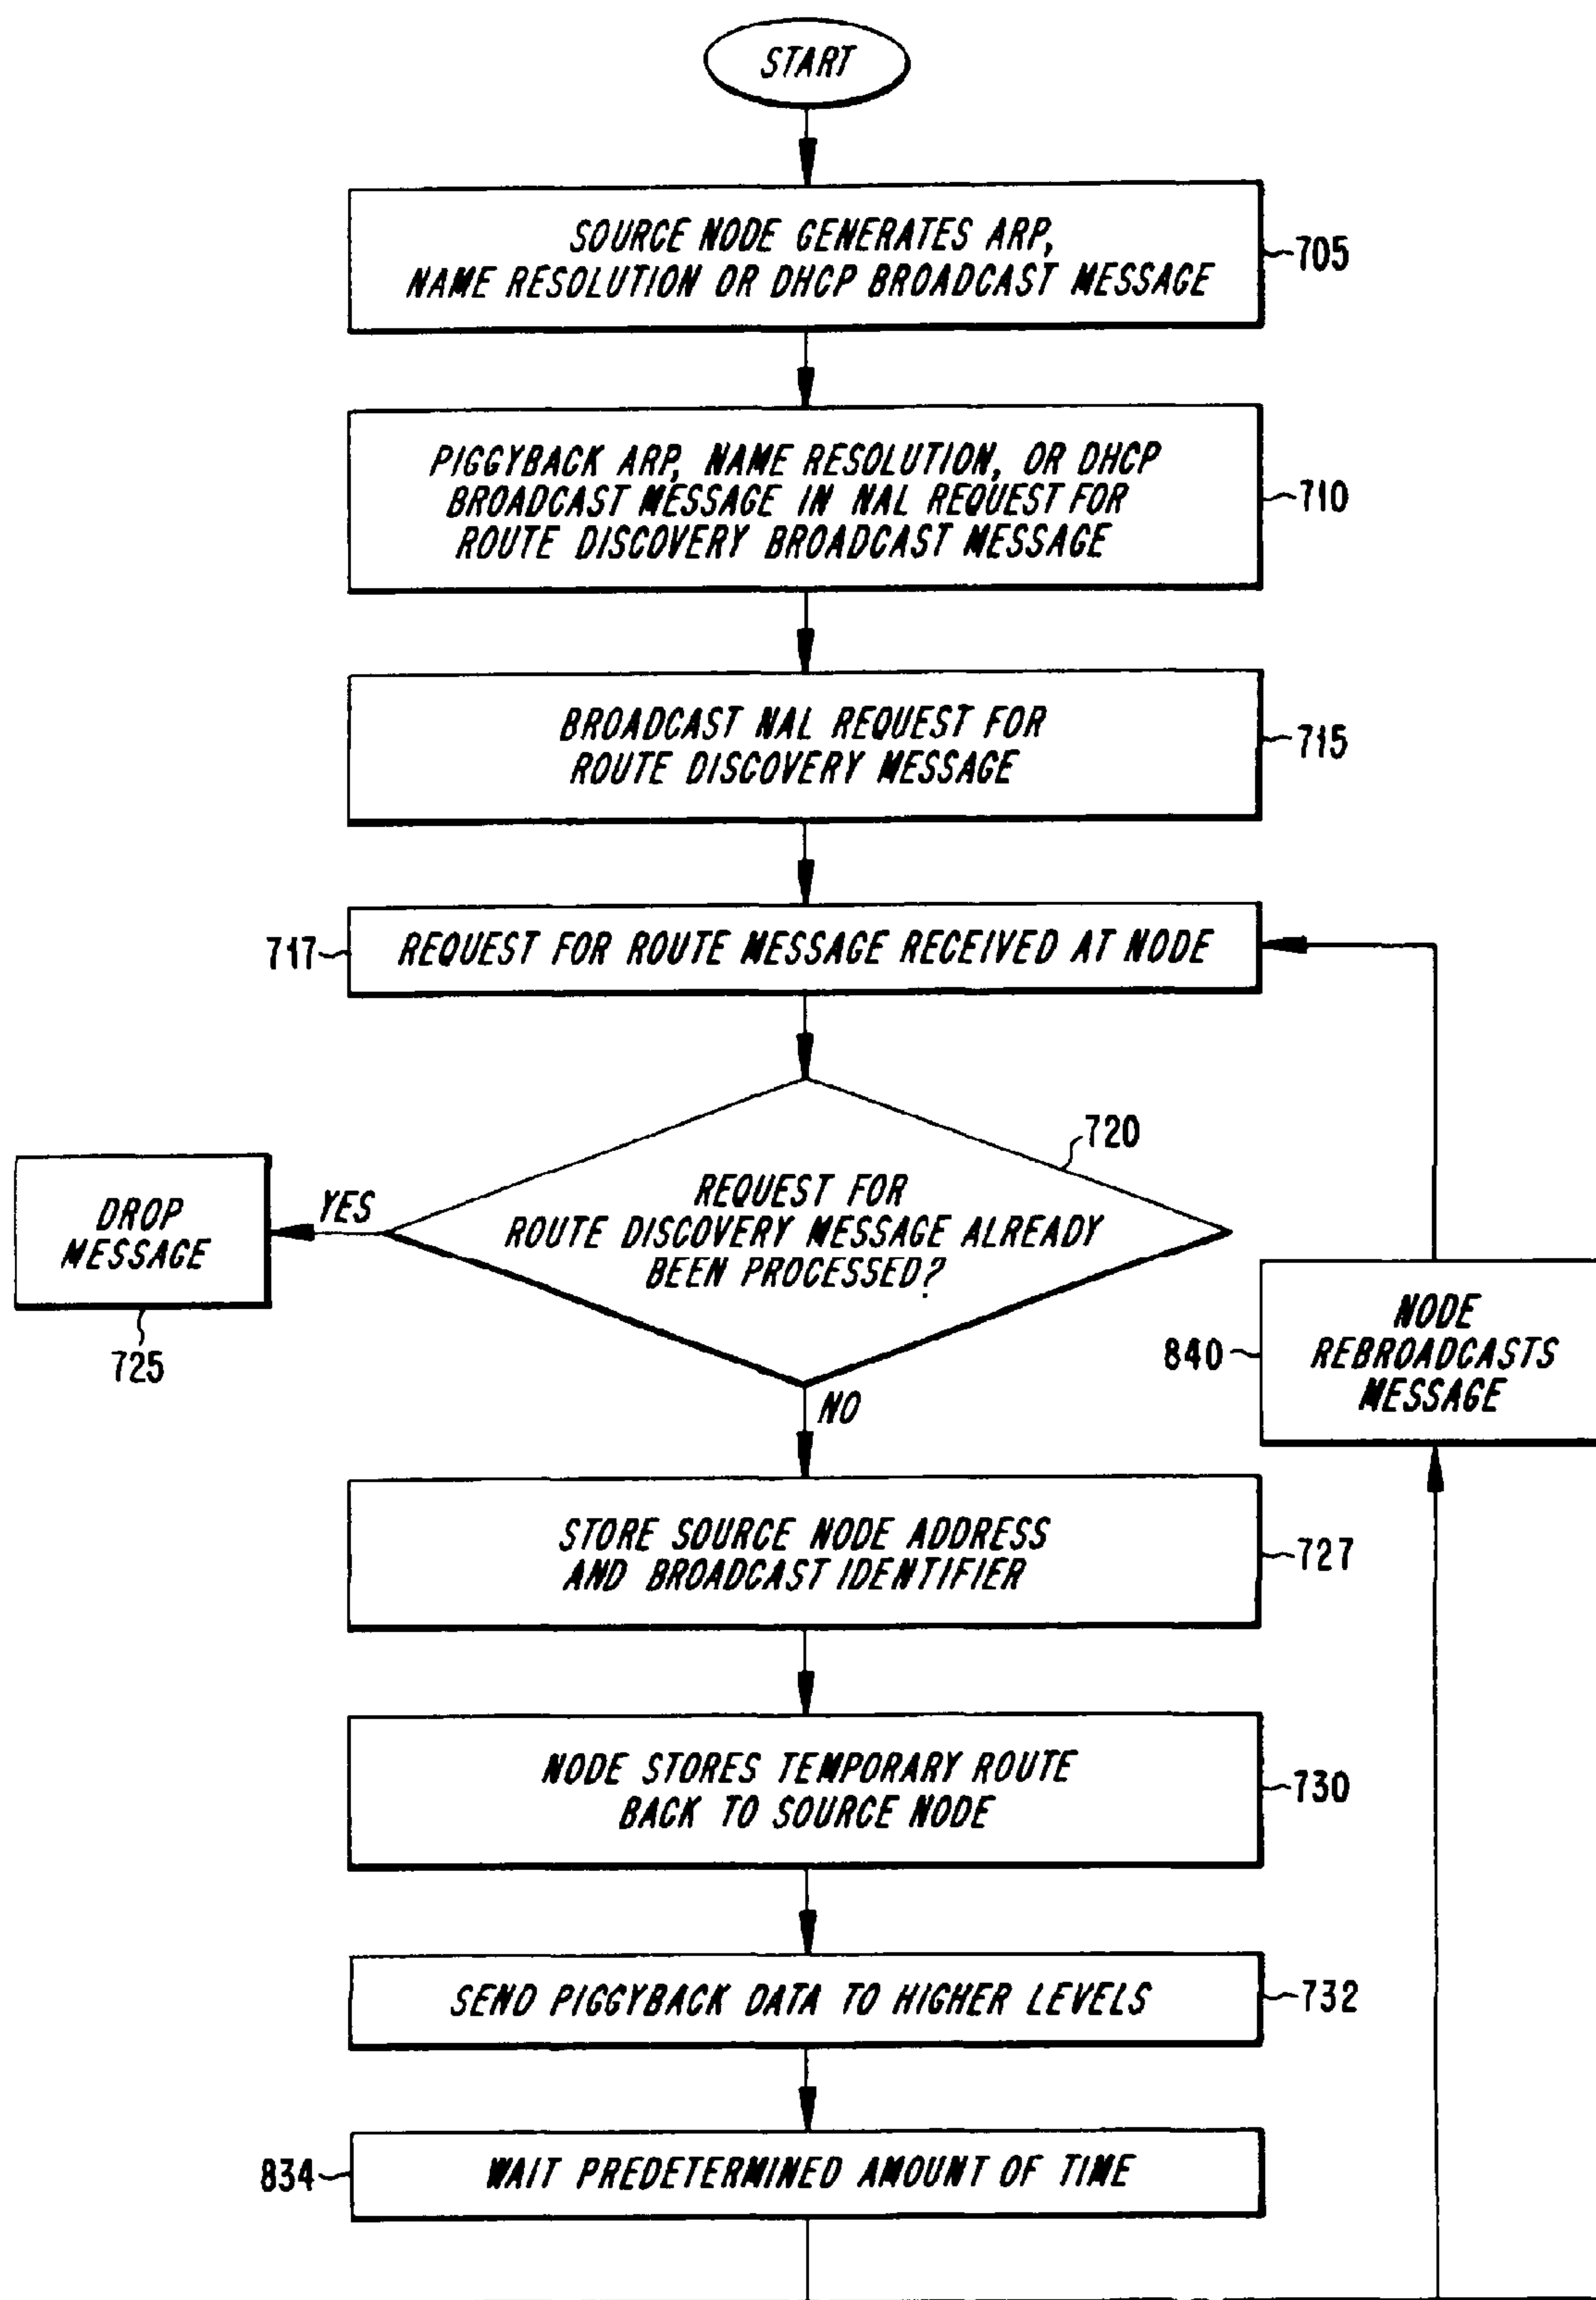 START
SOURCE NODE GENERATES ARP,
NAME RESOLUTION OR DHCP BROADCAST MESSAGE
705
PIGGYBACK ARP, NAME RESOLUTION, OR DHCP
BROADCAST MESSAGE IN NAL REQUEST FOR
ROUTE DISCOVERY BROADCAST MESSAGE
710
BROADCAST NAL REQUEST FOR
ROUTE DISCOVERY MESSAGE
715
717
REQUEST FOR ROUTE MESSAGE RECEIVED AT NODE
720
REQUEST FOR
ROUTE DISCOVERY MESSAGE ALREADY
BEEN PROCESSED?
YES
DROP
MESSAGE
725
NO
840
NODE
REBROADCASTS
MESSAGE
STORE SOURCE NODE ADDRESS
AND BROADCAST IDENTIFIER
727
NODE STORES TEMPORARY ROUTE
BACK TO SOURCE NODE
730
SEND PIGGYBACK DATA TO HIGHER LEVELS
732
834
WAIT PREDETERMINED AMOUNT OF TIME